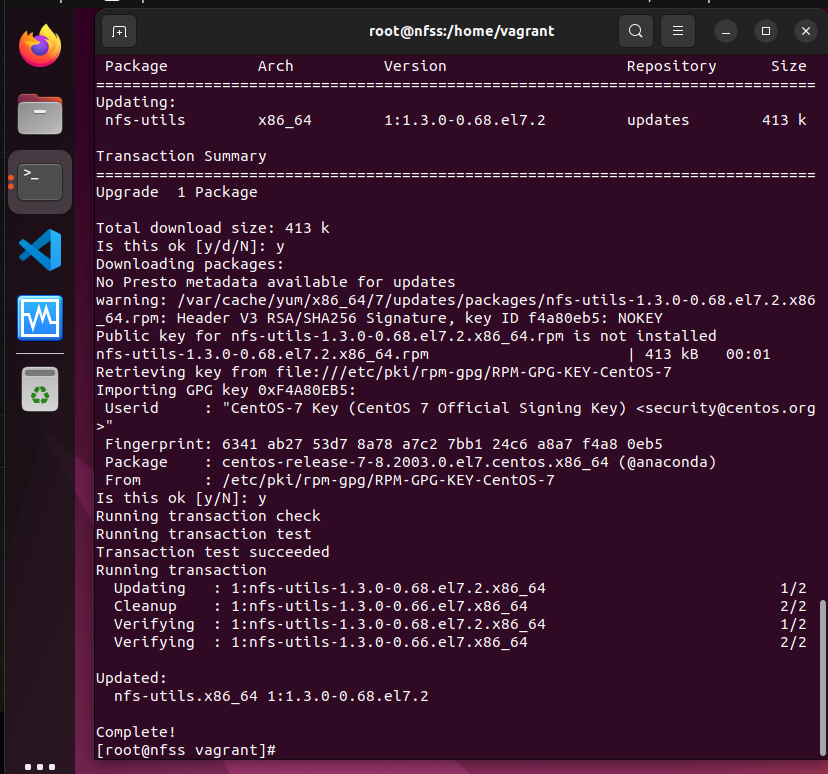 root@nfss:/home/vagrant
Package Arch Version Repository Size
================================================================================
Updating:
nfs-utils x86_64 1:1.3.0-0.68.el7.2 updates 413 k
Transaction Summary
================================================================================
Upgrade 1 Package
Total download size: 413 k
Is this ok [y/d/N]: y
Downloading packages:
No Presto metadata available for updates
warning: /var/cache/yum/x86_64/7/updates/packages/nfs-utils-1.3.0-0.68.el7.2.x86
_64.rpm: Header V3 RSA/SHA256 Signature, key ID f4a80eb5: NOKEY
Public key for nfs-utils-1.3.0-0.68.el7.2.x86_64.rpm is not installed
nfs-utils-1.3.0-0.68.el7.2.x86_64.rpm | 413 kB 00:01
Retrieving key from file:///etc/pki/rpm-gpg/RPM-GPG-KEY-CentOS-7
Importing GPG key 0xF4A80EB5:
Userid : "CentOS-7 Key (CentOS 7 Official Signing Key) <security@centos.org
>"
Fingerprint: 6341 ab27 53d7 8a78 a7c2 7bb1 24c6 a8a7 f4a8 0eb5
Package : centos-release-7-8.2003.0.el7.centos.x86_64 (@anaconda)
From : /etc/pki/rpm-gpg/RPM-GPG-KEY-CentOS-7
Is this ok [y/N]: y
Running transaction check
Running transaction test
Transaction test succeeded
Running transaction
Updating : 1:nfs-utils-1.3.0-0.68.el7.2.x86_64 1/2
Cleanup : 1:nfs-utils-1.3.0-0.66.el7.x86_64 2/2
Verifying : 1:nfs-utils-1.3.0-0.68.el7.2.x86_64 1/2
Verifying : 1:nfs-utils-1.3.0-0.66.el7.x86_64 2/2
Updated:
nfs-utils.x86_64 1:1.3.0-0.68.el7.2
Complete!
[root@nfss vagrant]#